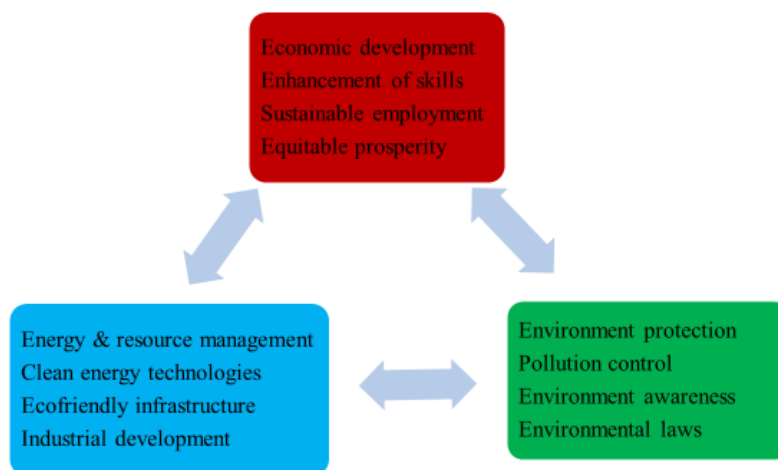 Economic development
Enhancement of skills
Sustainable employment
Equitable prosperity
Energy & resource management
Clean energy technologies
Ecofriendly infrastructure
Industrial development
Environment protection
Pollution control
Environment awareness
Environmental laws